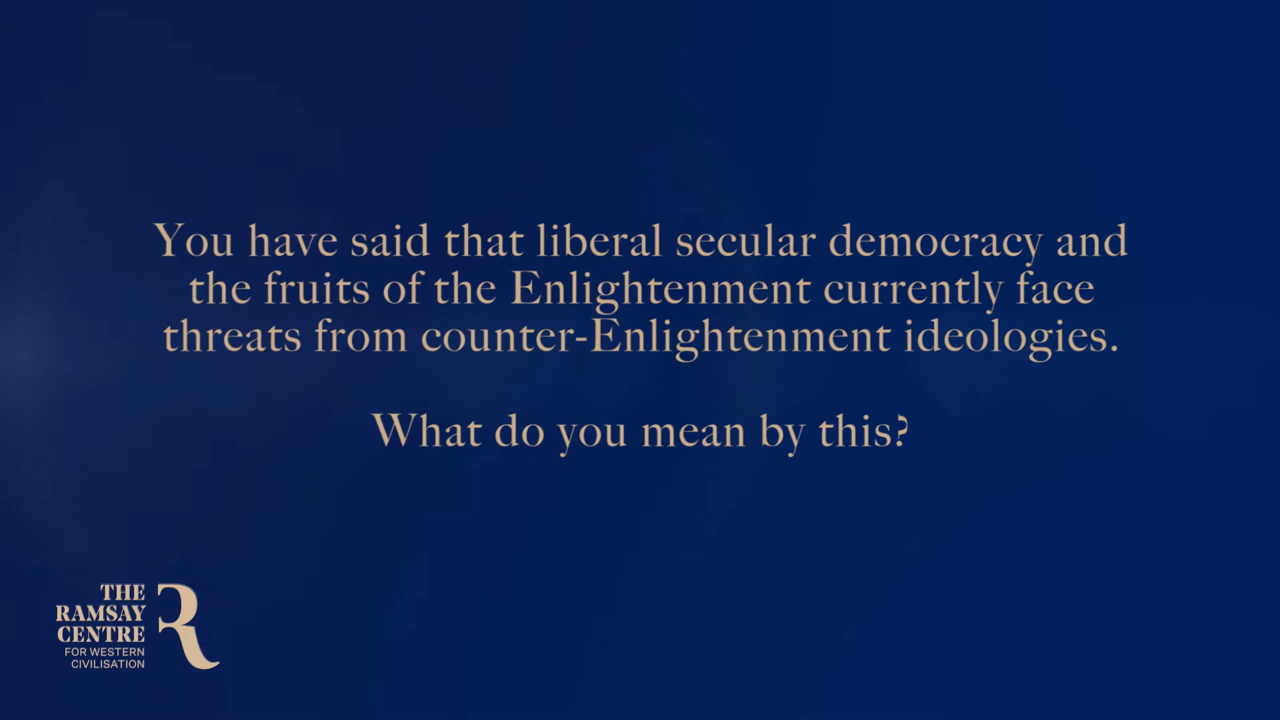 You have said that liberal secular democracy and
the fruits of the Enlightenment currently face
threats from counter-Enlightenment ideologies.
What do you mean by this?
THE
RAMSAY
CENTRE
FOR WESTERN
CIVILISATION
R